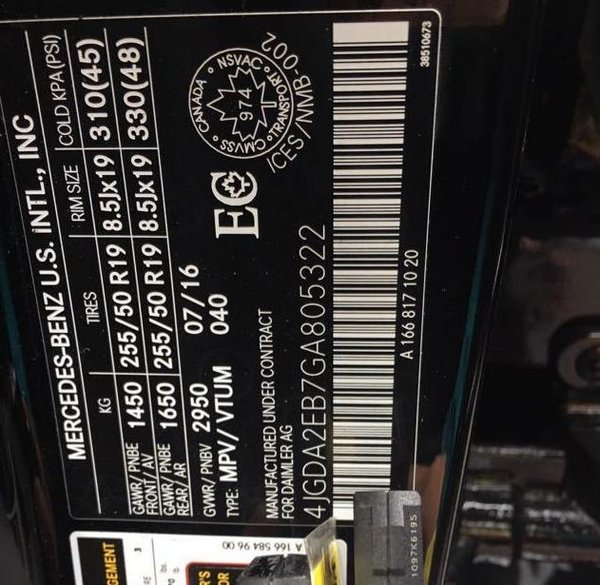 MERCEDES-BENZ U.S. INTL., INC
KG TIRES RIM SIZE COLD KPA (PSI)
GAWR / PNBE FRONT / AV 1450 255/50 R19 8.5Jx19 310(45)
GAWR / PNBE REAR / AR 1650 255/50 R19 8.5Jx19 330(48)
GVWR / PNBV 2950 07/16
TYPE: MPV/ VTUM 040
EC
CANADA NSVAC TRANSPORT CMVSS
974
ICES/NMB-002
MANUFACTURED UNDER CONTRACT
FOR DAIMLER AG
4JGDA2EB7GA805322
A 166 817 10 20
38510673
A 166 584 96 00
1097K6195
GEMENT